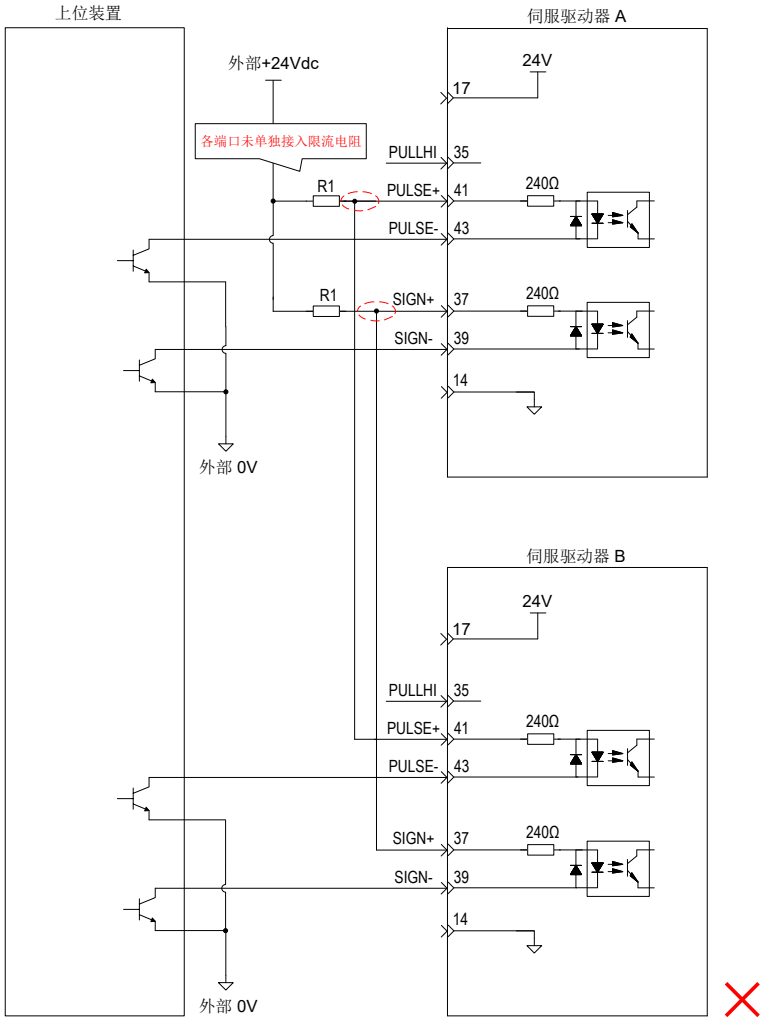 上位装置
伺服驱动器 A
外部+24Vdc
24V
17
各端口未单独接入限流电阻
PULLHI
35
R1
PULSE+
41
240Ω
PULSE-
43
R1
SIGN+
37
240Ω
SIGN-
39
14
外部 0V
伺服驱动器 B
24V
17
PULLHI
35
PULSE+
41
240Ω
PULSE-
43
SIGN+
37
240Ω
SIGN-
39
14
外部 0V